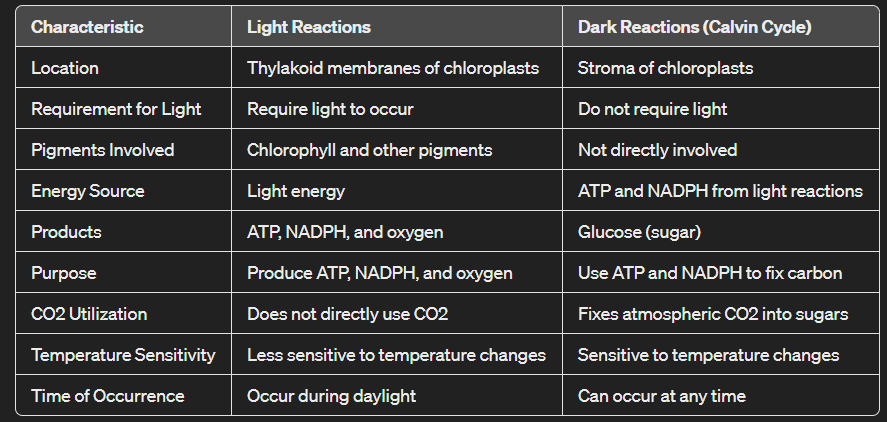 Characteristic Light Reactions Dark Reactions (Calvin Cycle)
Location Thylakoid membranes of chloroplasts Stroma of chloroplasts
Requirement for Light Require light to occur Do not require light
Pigments Involved Chlorophyll and other pigments Not directly involved
Energy Source Light energy ATP and NADPH from light reactions
Products ATP, NADPH, and oxygen Glucose (sugar)
Purpose Produce ATP, NADPH, and oxygen Use ATP and NADPH to fix carbon
CO2 Utilization Does not directly use CO2 Fixes atmospheric CO2 into sugars
Temperature Sensitivity Less sensitive to temperature changes Sensitive to temperature changes
Time of Occurrence Occur during daylight Can occur at any time